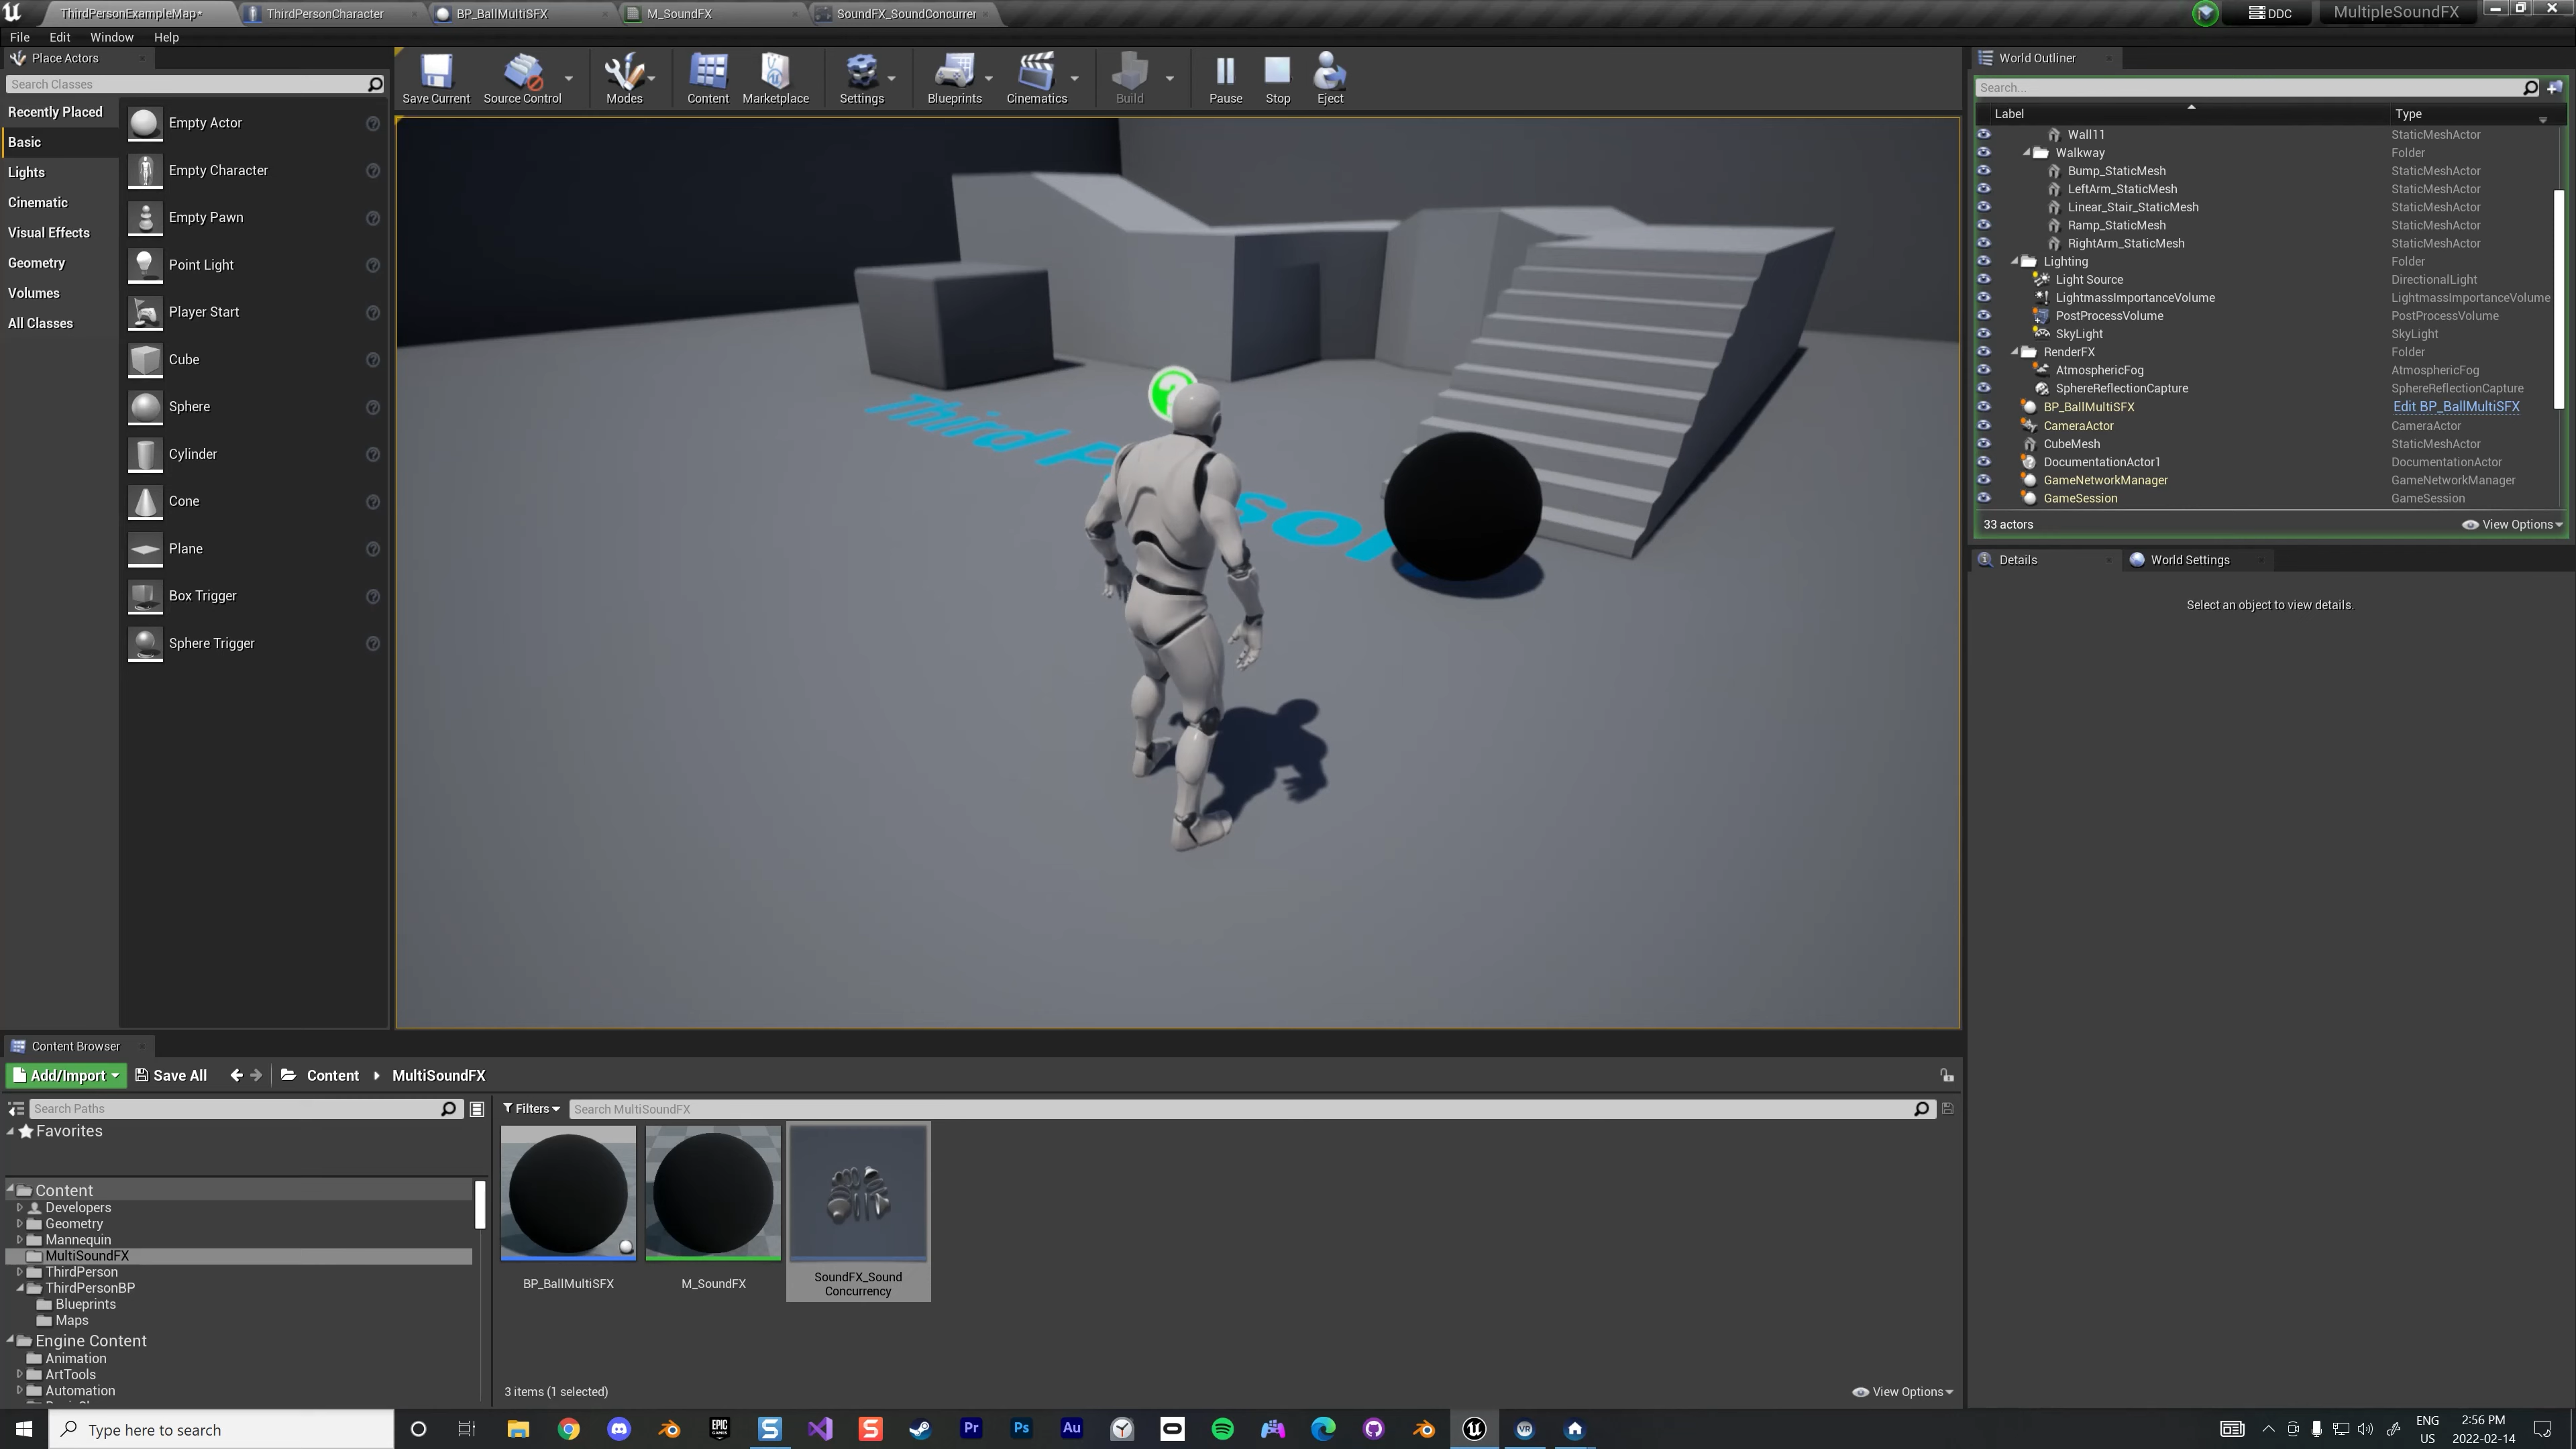 ThirdPersonExampleMap*
ThirdPersonCharacter
BP_BallMultiSFX
M_SoundFX
SoundFX_SoundConcurrer
DDC
MultipleSoundFX
File
Edit
Window
Help
Place Actors
Search Classes
Recently Placed
Basic
Lights
Cinematic
Visual Effects
Geometry
Volumes
All Classes
Empty Actor
Empty Character
Empty Pawn
Point Light
Player Start
Cube
Sphere
Cylinder
Cone
Plane
Box Trigger
Sphere Trigger
Save Current
Source Control
Modes
Content
Marketplace
Settings
Blueprints
Cinematics
Build
Pause
Stop
Eject
Third P
World Outliner
Search...
Label
Type
Wall11
StaticMeshActor
Walkway
Folder
Bump_StaticMesh
StaticMeshActor
LeftArm_StaticMesh
StaticMeshActor
Linear_Stair_StaticMesh
StaticMeshActor
Ramp_StaticMesh
StaticMeshActor
RightArm_StaticMesh
StaticMeshActor
Lighting
Folder
Light Source
DirectionalLight
LightmassImportanceVolume
LightmassImportanceVolume
PostProcessVolume
PostProcessVolume
SkyLight
SkyLight
RenderFX
Folder
AtmosphericFog
AtmosphericFog
SphereReflectionCapture
SphereReflectionCapture
BP_BallMultiSFX
Edit BP_BallMultiSFX
CameraActor
CameraActor
CubeMesh
StaticMeshActor
DocumentationActor1
DocumentationActor
GameNetworkManager
GameNetworkManager
GameSession
GameSession
33 actors
View Options
Details
World Settings
Select an object to view details.
Content Browser
Add/Import
Save All
Content
MultiSoundFX
Search Paths
Filters
Search MultiSoundFX
Favorites
Content
Developers
Geometry
Mannequin
MultiSoundFX
ThirdPerson
ThirdPersonBP
Blueprints
Maps
Engine Content
Animation
ArtTools
Automation
BP_BallMultiSFX
M_SoundFX
SoundFX_Sound
Concurrency
3 items (1 selected)
View Options
Type here to search
EPIC
GAMES
S
S
Pr
Ps
Au
VR
ENG
US
2:56 PM
2022-02-14